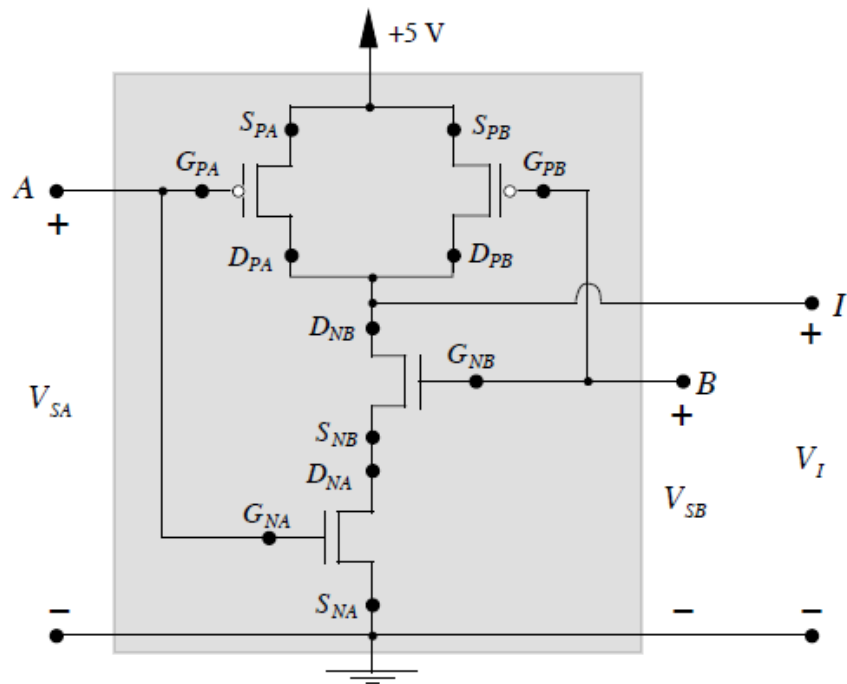 +5 V
S_PA S_PB
G_PA G_PB
A
+ 
D_PA D_PB
I
+
D_NB
G_NB
B
+
V_SA
S_NB
V_I
D_NA
V_SB
G_NA
S_NA
− − −